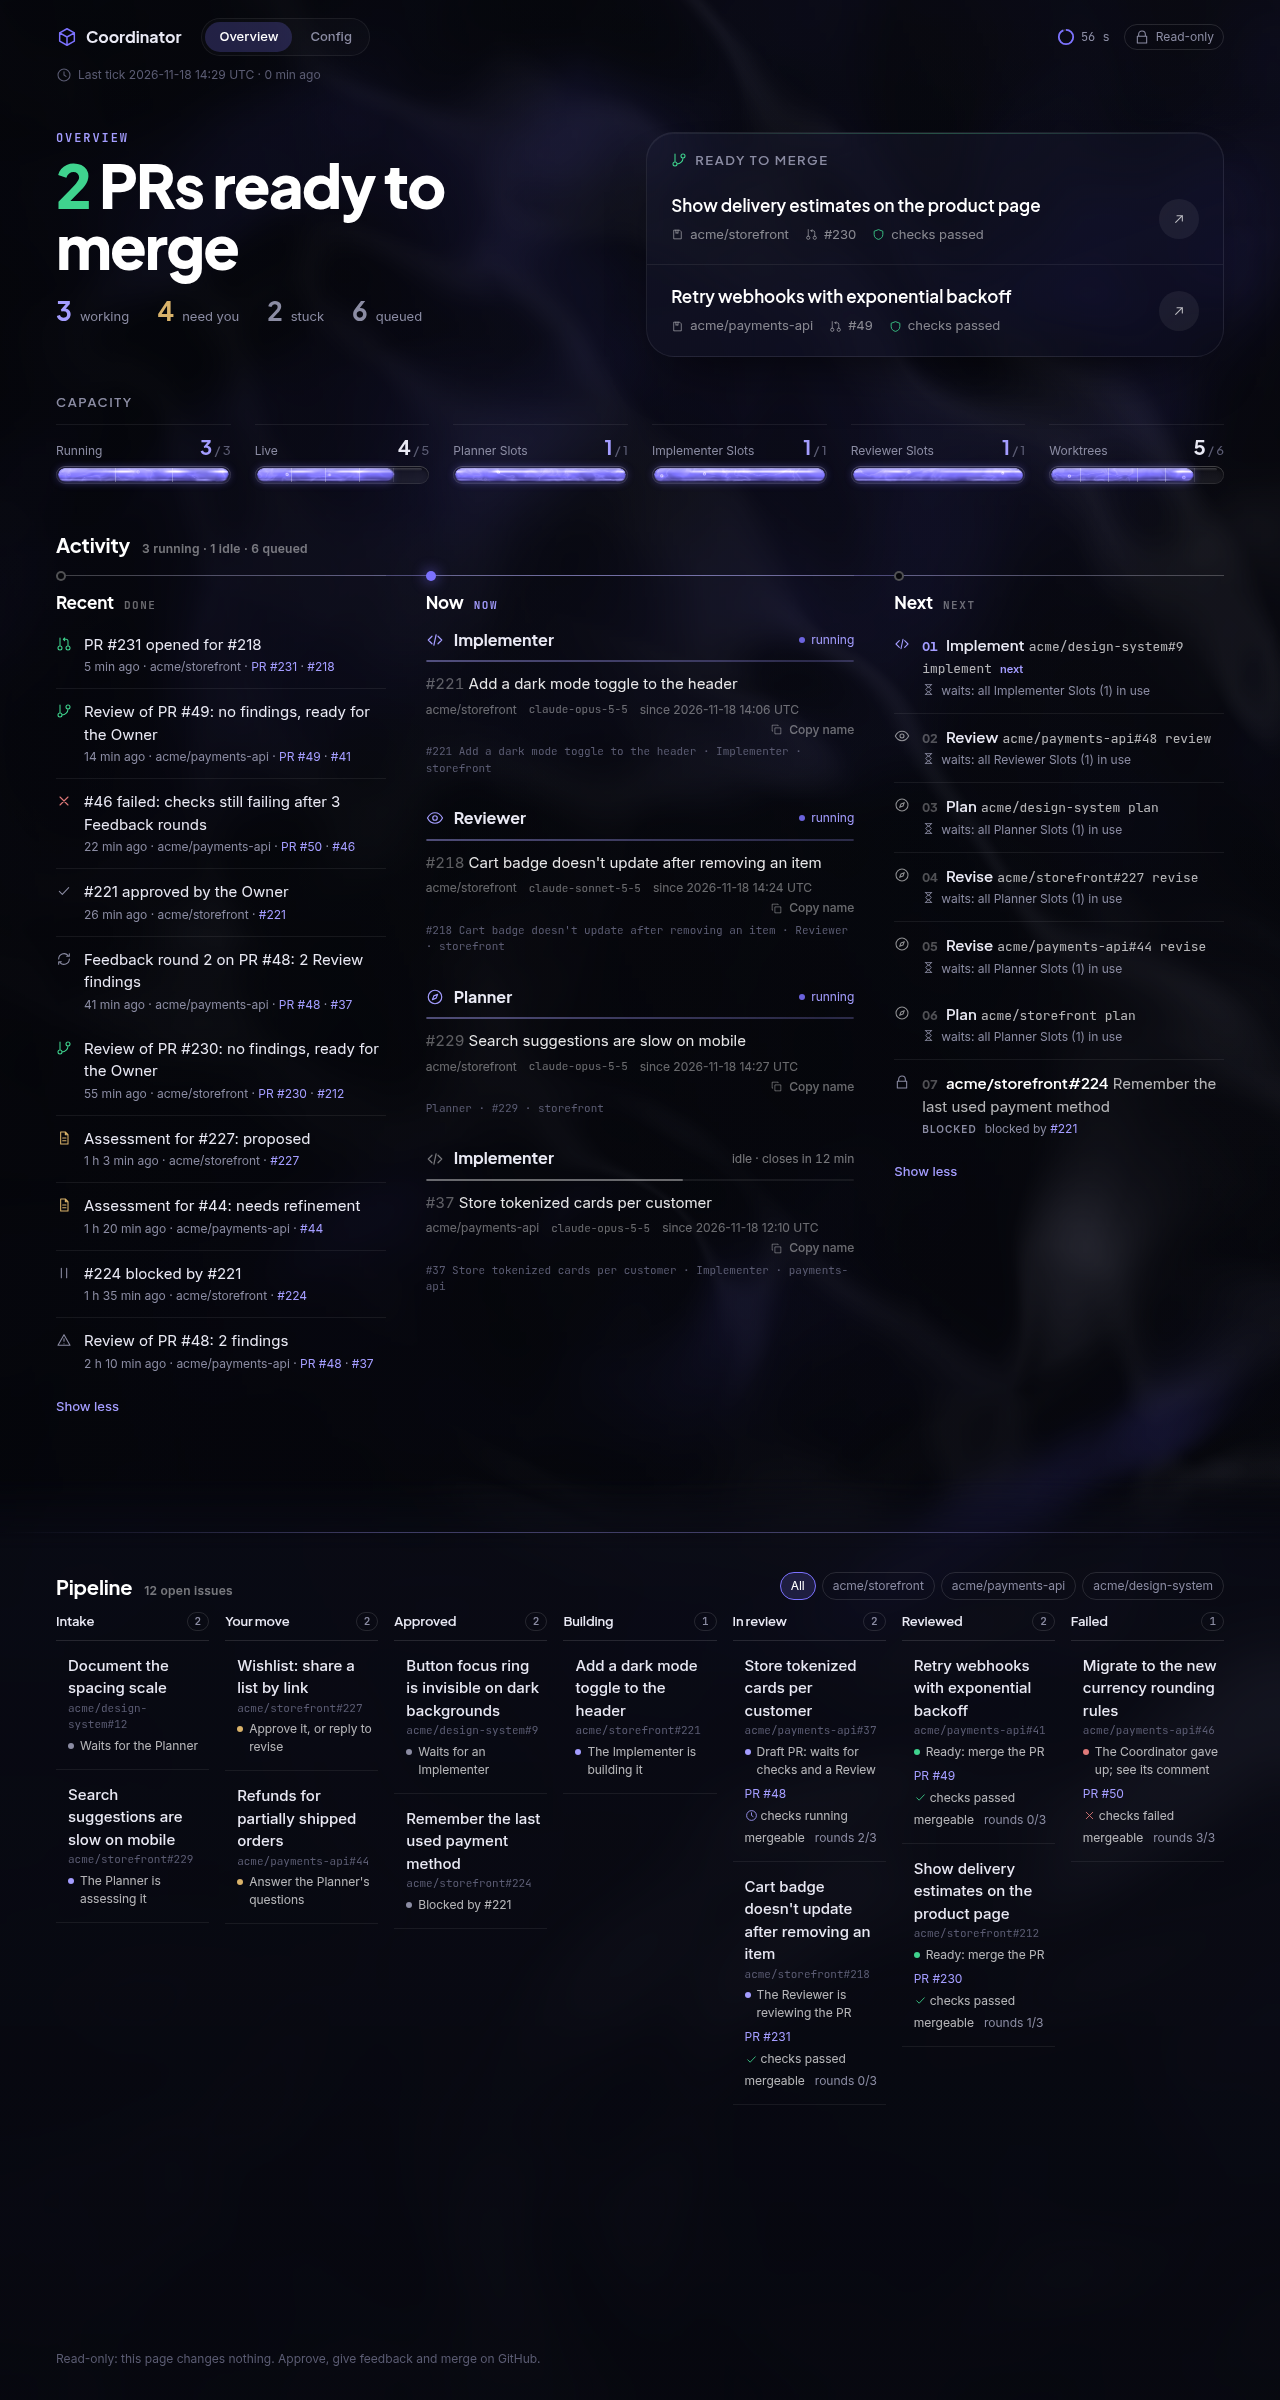 Coordinator
Overview
Config
56 s
Read-only
Last tick 2026-11-18 14:29 UTC · 0 min ago
OVERVIEW
2 PRs ready to
merge
3 working
4 need you
2 stuck
6 queued
READY TO MERGE
Show delivery estimates on the product page
acme/storefront #230 checks passed
Retry webhooks with exponential backoff
acme/payments-api #49 checks passed
CAPACITY
Running 3/3
Live 4/5
Planner Slots 1/1
Implementer Slots 1/1
Reviewer Slots 1/1
Worktrees 5/6
Activity 3 running · 1 idle · 6 queued
Recent DONE
PR #231 opened for #218
5 min ago · acme/storefront · PR #231 · #218
Review of PR #49: no findings, ready for
the Owner
14 min ago · acme/payments-api · PR #49 · #41
#46 failed: checks still failing after 3
Feedback rounds
22 min ago · acme/payments-api · PR #50 · #46
#221 approved by the Owner
26 min ago · acme/storefront · #221
Feedback round 2 on PR #48: 2 Review
findings
41 min ago · acme/payments-api · PR #48 · #37
Review of PR #230: no findings, ready for
the Owner
55 min ago · acme/storefront · PR #230 · #212
Assessment for #227: proposed
1 h 3 min ago · acme/storefront · #227
Assessment for #44: needs refinement
1 h 20 min ago · acme/payments-api · #44
#224 blocked by #221
1 h 35 min ago · acme/storefront · #224
Review of PR #48: 2 findings
2 h 10 min ago · acme/payments-api · PR #48 · #37
Show less
Now NOW
Implementer running
#221 Add a dark mode toggle to the header
acme/storefront claude-opus-5-5 since 2026-11-18 14:06 UTC
Copy name
#221 Add a dark mode toggle to the header · Implementer ·
storefront
Reviewer running
#218 Cart badge doesn't update after removing an item
acme/storefront claude-sonnet-5-5 since 2026-11-18 14:24 UTC
Copy name
#218 Cart badge doesn't update after removing an item · Reviewer
· storefront
Planner running
#229 Search suggestions are slow on mobile
acme/storefront claude-opus-5-5 since 2026-11-18 14:27 UTC
Copy name
Planner · #229 · storefront
Implementer idle · closes in 12 min
#37 Store tokenized cards per customer
acme/payments-api claude-opus-5-5 since 2026-11-18 12:10 UTC
Copy name
#37 Store tokenized cards per customer · Implementer · payments-
api
Next NEXT
01 Implement acme/design-system#9
implement next
waits: all Implementer Slots (1) in use
02 Review acme/payments-api#48 review
waits: all Reviewer Slots (1) in use
03 Plan acme/design-system plan
waits: all Planner Slots (1) in use
04 Revise acme/storefront#227 revise
waits: all Planner Slots (1) in use
05 Revise acme/payments-api#44 revise
waits: all Planner Slots (1) in use
06 Plan acme/storefront plan
waits: all Planner Slots (1) in use
07 acme/storefront#224 Remember the
last used payment method
BLOCKED blocked by #221
Show less
Pipeline 12 open issues
All
acme/storefront
acme/payments-api
acme/design-system
Intake 2
Document the
spacing scale
acme/design-
system#12
Waits for the Planner
Search
suggestions are
slow on mobile
acme/storefront#229
The Planner is
assessing it
Your move 2
Wishlist: share a
list by link
acme/storefront#227
Approve it, or reply to
revise
Refunds for
partially shipped
orders
acme/payments-api#44
Answer the Planner's
questions
Approved 2
Button focus ring
is invisible on dark
backgrounds
acme/design-system#9
Waits for an
Implementer
Remember the last
used payment
method
acme/storefront#224
Blocked by #221
Building 1
Add a dark mode
toggle to the
header
acme/storefront#221
The Implementer is
building it
In review 2
Store tokenized
cards per
customer
acme/payments-api#37
Draft PR: waits for
checks and a Review
PR #48
checks running
mergeable rounds 2/3
Cart badge
doesn't update
after removing an
item
acme/storefront#218
The Reviewer is
reviewing the PR
PR #231
checks passed
mergeable rounds 0/3
Reviewed 2
Retry webhooks
with exponential
backoff
acme/payments-api#41
Ready: merge the PR
PR #49
checks passed
mergeable rounds 0/3
Show delivery
estimates on the
product page
acme/storefront#212
Ready: merge the PR
PR #230
checks passed
mergeable rounds 1/3
Failed 1
Migrate to the new
currency rounding
rules
acme/payments-api#46
The Coordinator gave
up; see its comment
PR #50
checks failed
mergeable rounds 3/3
Read-only: this page changes nothing. Approve, give feedback and merge on GitHub.